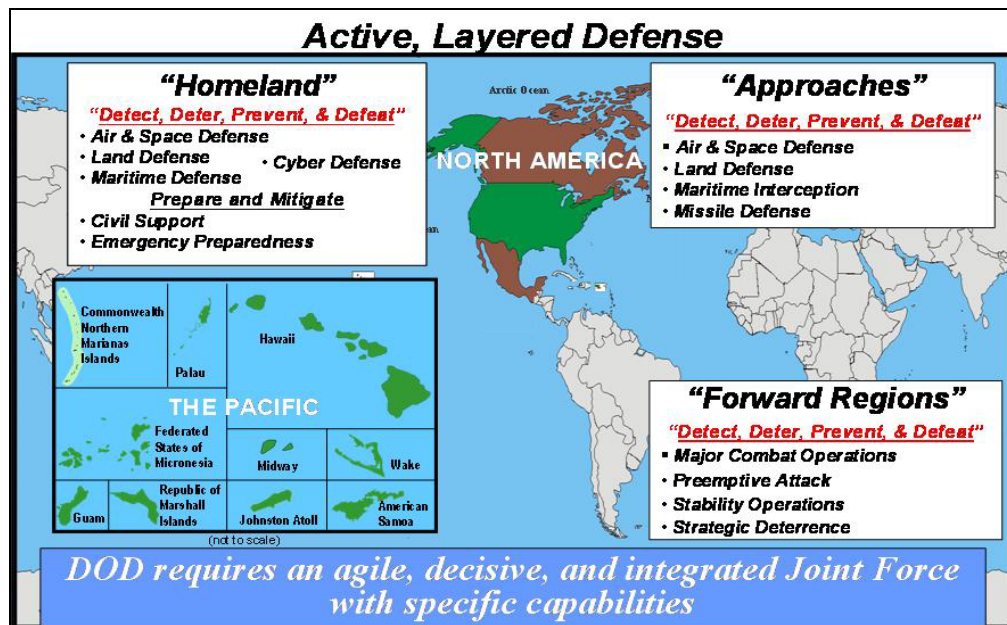 Active, Layered Defense
“Homeland”
“Detect, Deter, Prevent, & Defeat”
• Air & Space Defense
• Land Defense
• Cyber Defense
• Maritime Defense
Prepare and Mitigate
• Civil Support
• Emergency Preparedness
Arctic Ocean
NORTH AMERICA
“Approaches”
“Detect, Deter, Prevent, & Defeat”
▪ Air & Space Defense
• Land Defense
• Maritime Interception
• Missile Defense
Commonwealth
Northern
Marianas
Islands
Palau
Hawaii
THE PACIFIC
Federated
States of
Micronesia
Midway
Wake
Guam
Republic of
Marshall
Islands
Johnston Atoll
American
Samoa
(not to scale)
“Forward Regions”
“Detect, Deter, Prevent, & Defeat”
▪ Major Combat Operations
• Preemptive Attack
• Stability Operations
• Strategic Deterrence
DOD requires an agile, decisive, and integrated Joint Force
with specific capabilities